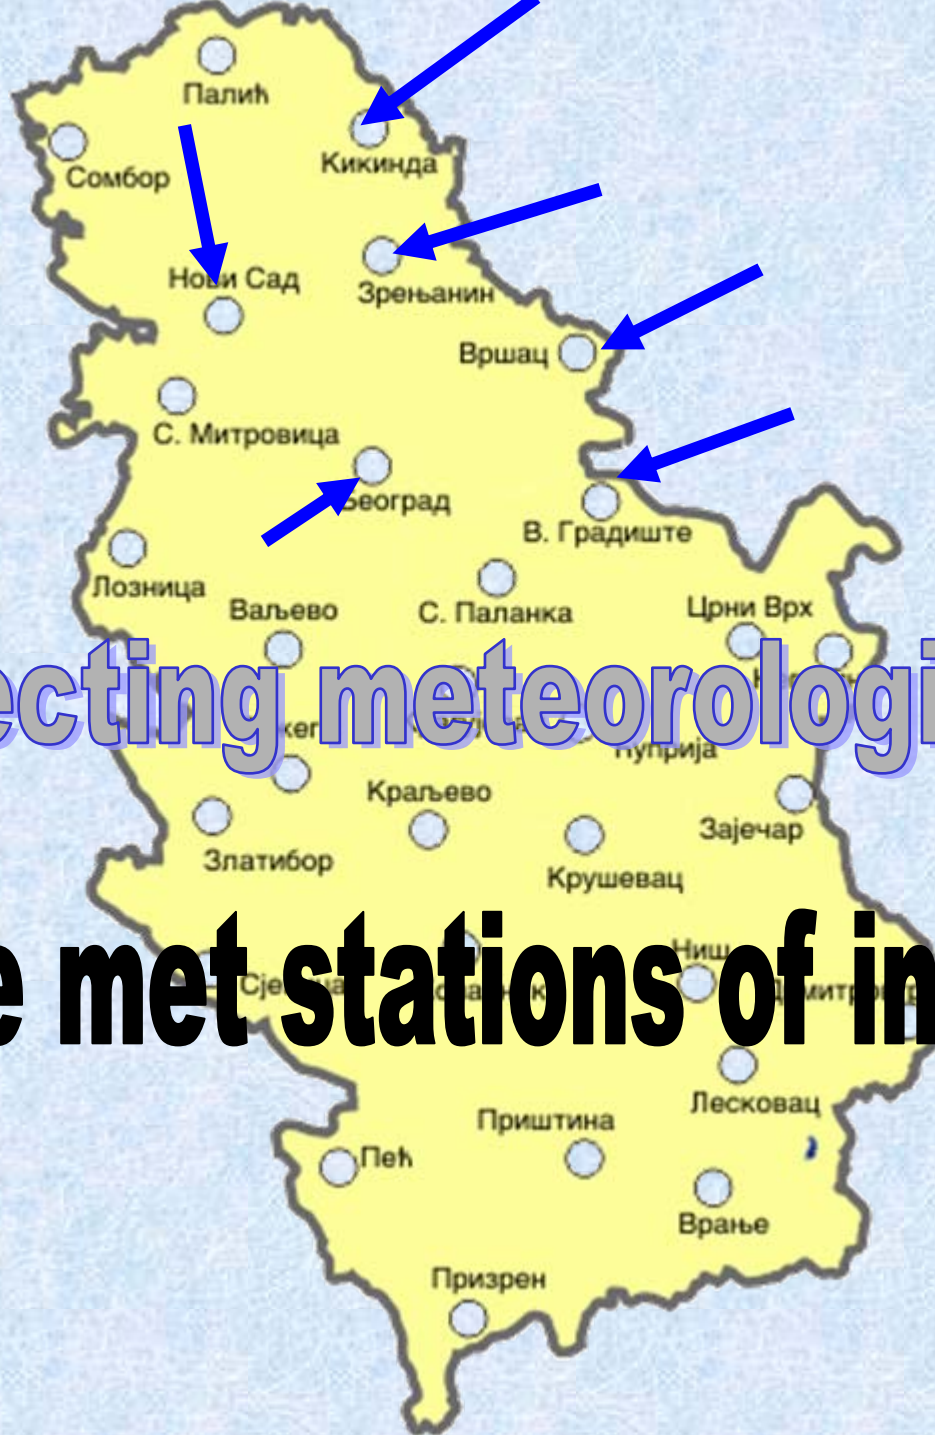 Палић
Кикинда
Сомбор
Нови Сад
Зрењанин
Вршац
С. Митровица
Београд
В. Градиште
Лозница
Ваљево
С. Паланка
Црни Врх
ecting meteorologi
Ћуприја
Краљево
Зајечар
Златибор
Крушевац
Ниш
e met stations of in
Лесковац
Приштина
Пећ
Врање
Призрен